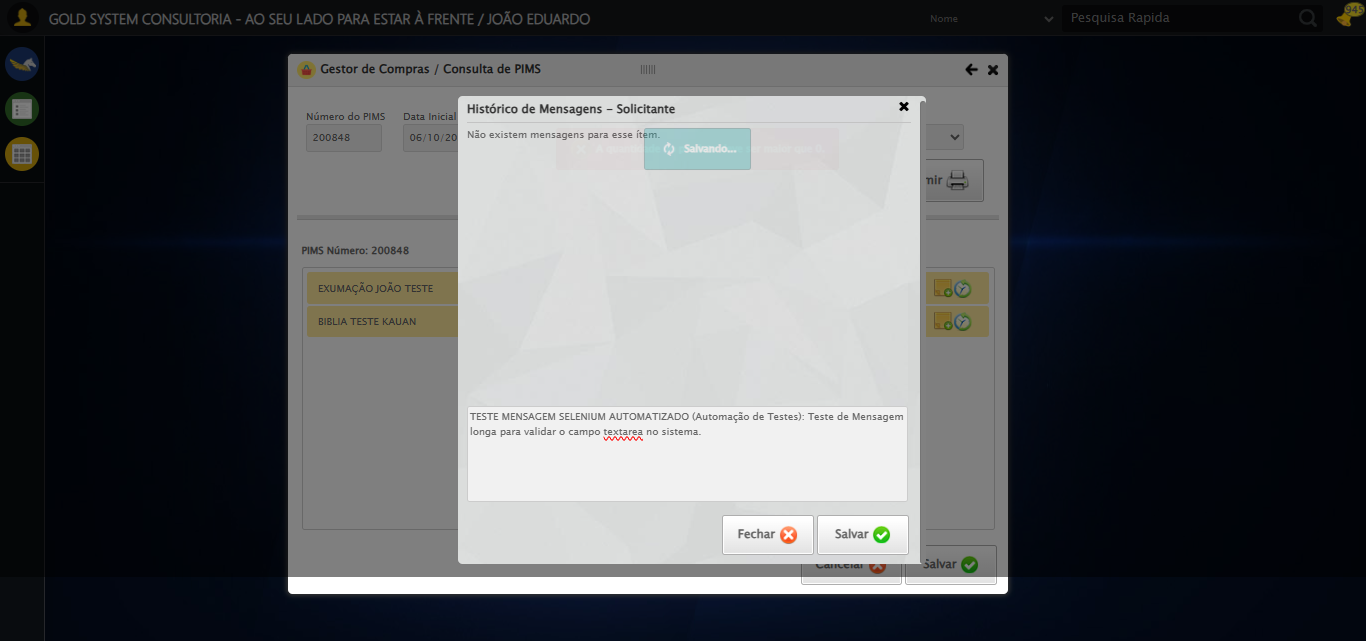 GOLD SYSTEM CONSULTORIA - AO SEU LADO PARA ESTAR À FRENTE / JOÃO EDUARDO
Nome
Pesquisa Rapida
945
Gestor de Compras / Consulta de PIMS
Número do PIMS
Data Inicial
200848
06/10/20
Histórico de Mensagens - Solicitante
Não existem mensagens para esse ítem.
Salvando...
PIMS Número: 200848
EXUMAÇÃO JOÃO TESTE
BIBLIA TESTE KAUAN
TESTE MENSAGEM SELENIUM AUTOMATIZADO (Automação de Testes): Teste de Mensagem
longa para validar o campo textarea no sistema.
Fechar
Salvar
Cancelar
Salvar